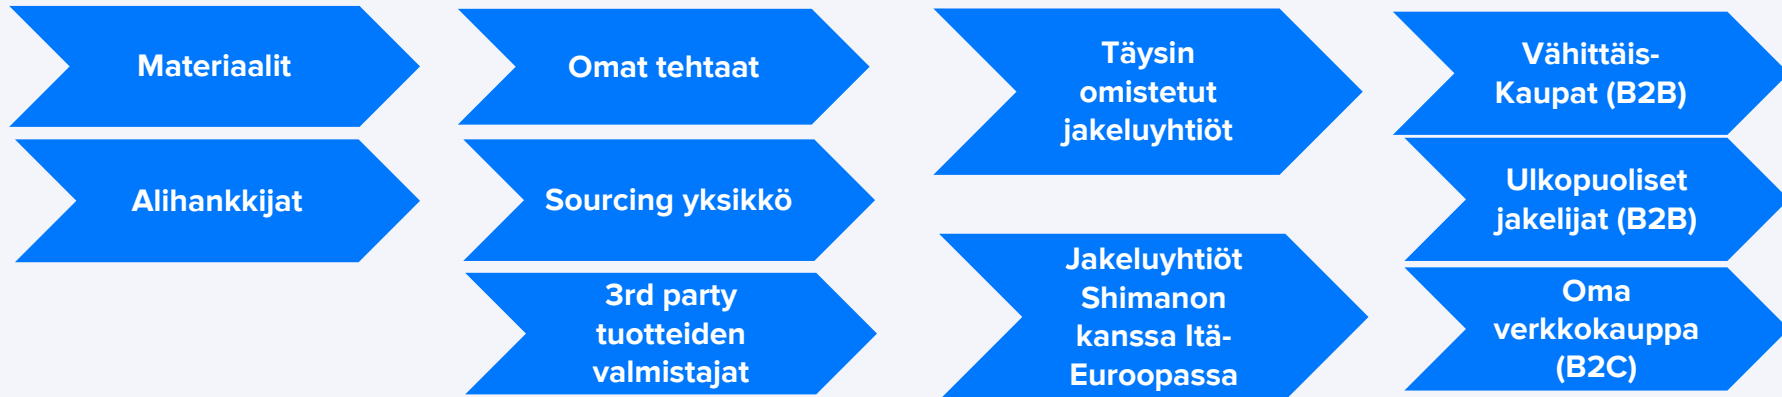 Materiaalit
Alihankkijat
Omat tehtaat
Sourcing yksikkö
3rd party
tuotteiden
valmistajat
Täysin
omistetut
jakeluyhtiöt
Jakeluyhtiöt
Shimanon
kanssa Itä-
Euroopassa
Vähittäis-
Kaupat (B2B)
Ulkopuoliset
jakelijat (B2B)
Oma
verkkokauppa
(B2C)